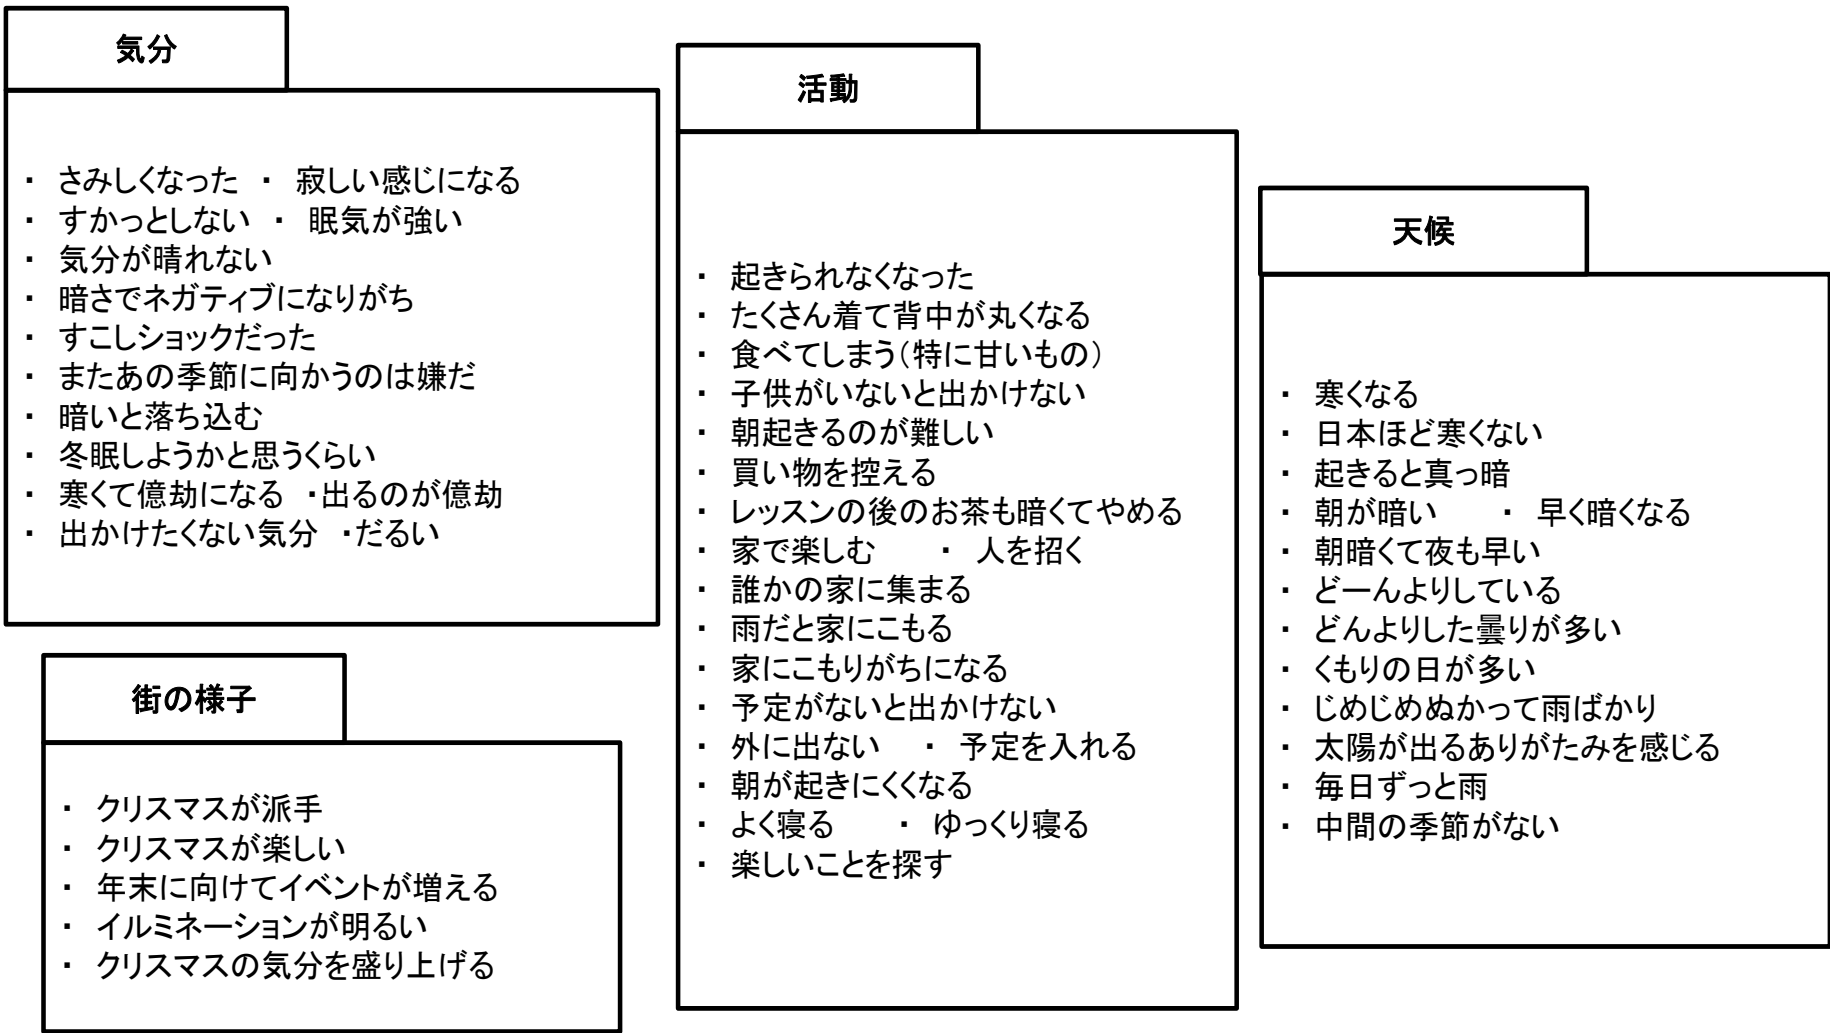 気分
・ さみしくなった ・ 寂しい感じになる
・ すかっとしない ・ 眠気が強い
・ 気分が晴れない
・ 暗さでネガティブになりがち
・ すこしショックだった
・ またあの季節に向かうのは嫌だ
・ 暗いと落ち込む
・ 冬眠しようかと思うくらい
・ 寒くて億劫になる ・出るのが億劫
・ 出かけたくない気分 ・だるい
街の様子
・ クリスマスが派手
・ クリスマスが楽しい
・ 年末に向けてイベントが増える
・ イルミネーションが明るい
・ クリスマスの気分を盛り上げる
活動
・ 起きられなくなった
・ たくさん着て背中が丸くなる
・ 食べてしまう(特に甘いもの)
・ 子供がいないと出かけない
・ 朝起きるのが難しい
・ 買い物を控える
・ レッスンの後のお茶も暗くてやめる
・ 家で楽しむ ・ 人を招く
・ 誰かの家に集まる
・ 雨だと家にこもる
・ 家にこもりがちになる
・ 予定がないと出かけない
・ 外に出ない ・ 予定を入れる
・ 朝が起きにくくなる
・ よく寝る ・ ゆっくり寝る
・ 楽しいことを探す
天候
・ 寒くなる
・ 日本ほど寒くない
・ 起きると真っ暗
・ 朝が暗い ・ 早く暗くなる
・ 朝暗くて夜も早い
・ どーんよりしている
・ どんよりした曇りが多い
・ くもりの日が多い
・ じめじめぬかって雨ばかり
・ 太陽が出るありがたみを感じる
・ 毎日ずっと雨
・ 中間の季節がない